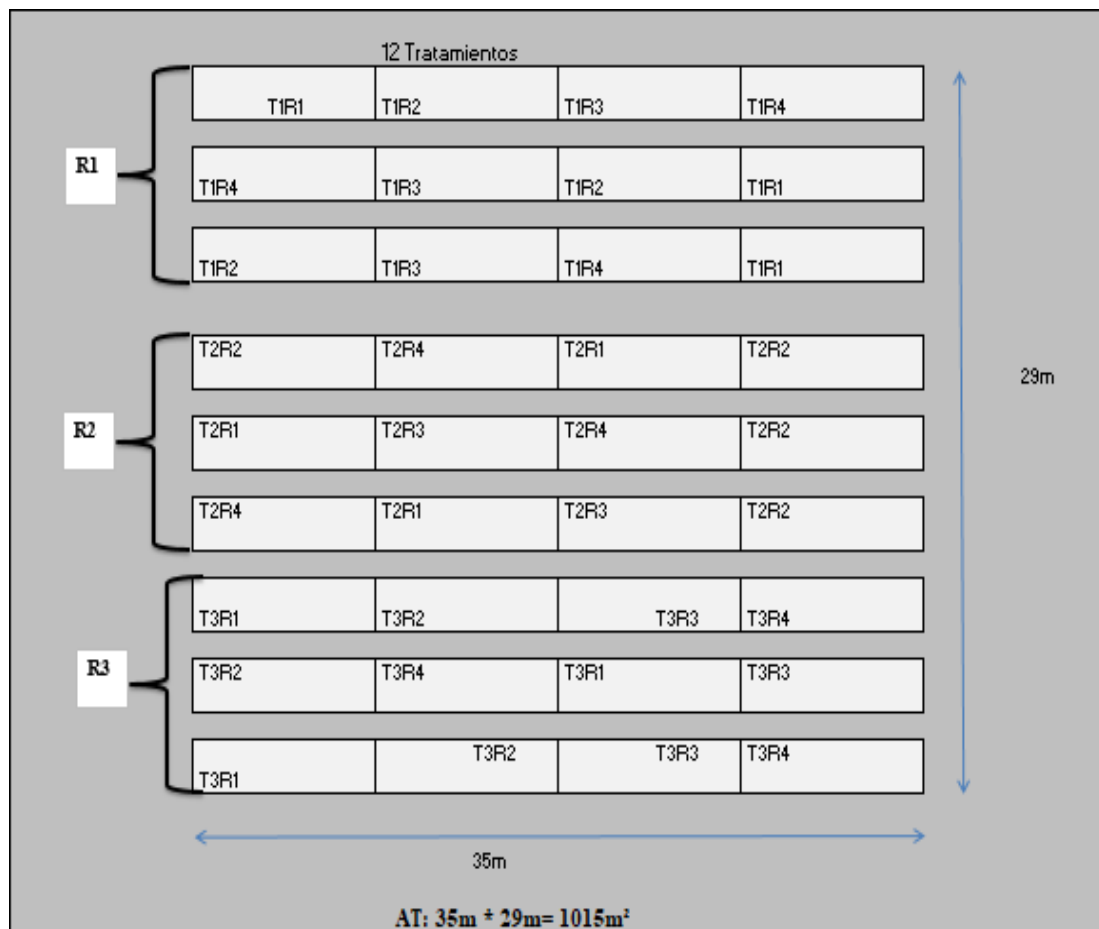 12 Tratamientos
T1R1 T1R2 T1R3 T1R4
R1
T1R4 T1R3 T1R2 T1R1
T1R2 T1R3 T1R4 T1R1
T2R2 T2R4 T2R1 T2R2
29m
R2
T2R1 T2R3 T2R4 T2R2
T2R4 T2R1 T2R3 T2R2
T3R1 T3R2 T3R3 T3R4
R3
T3R2 T3R4 T3R1 T3R3
T3R1 T3R2 T3R3 T3R4
35m
AT: 35m * 29m= 1015m²